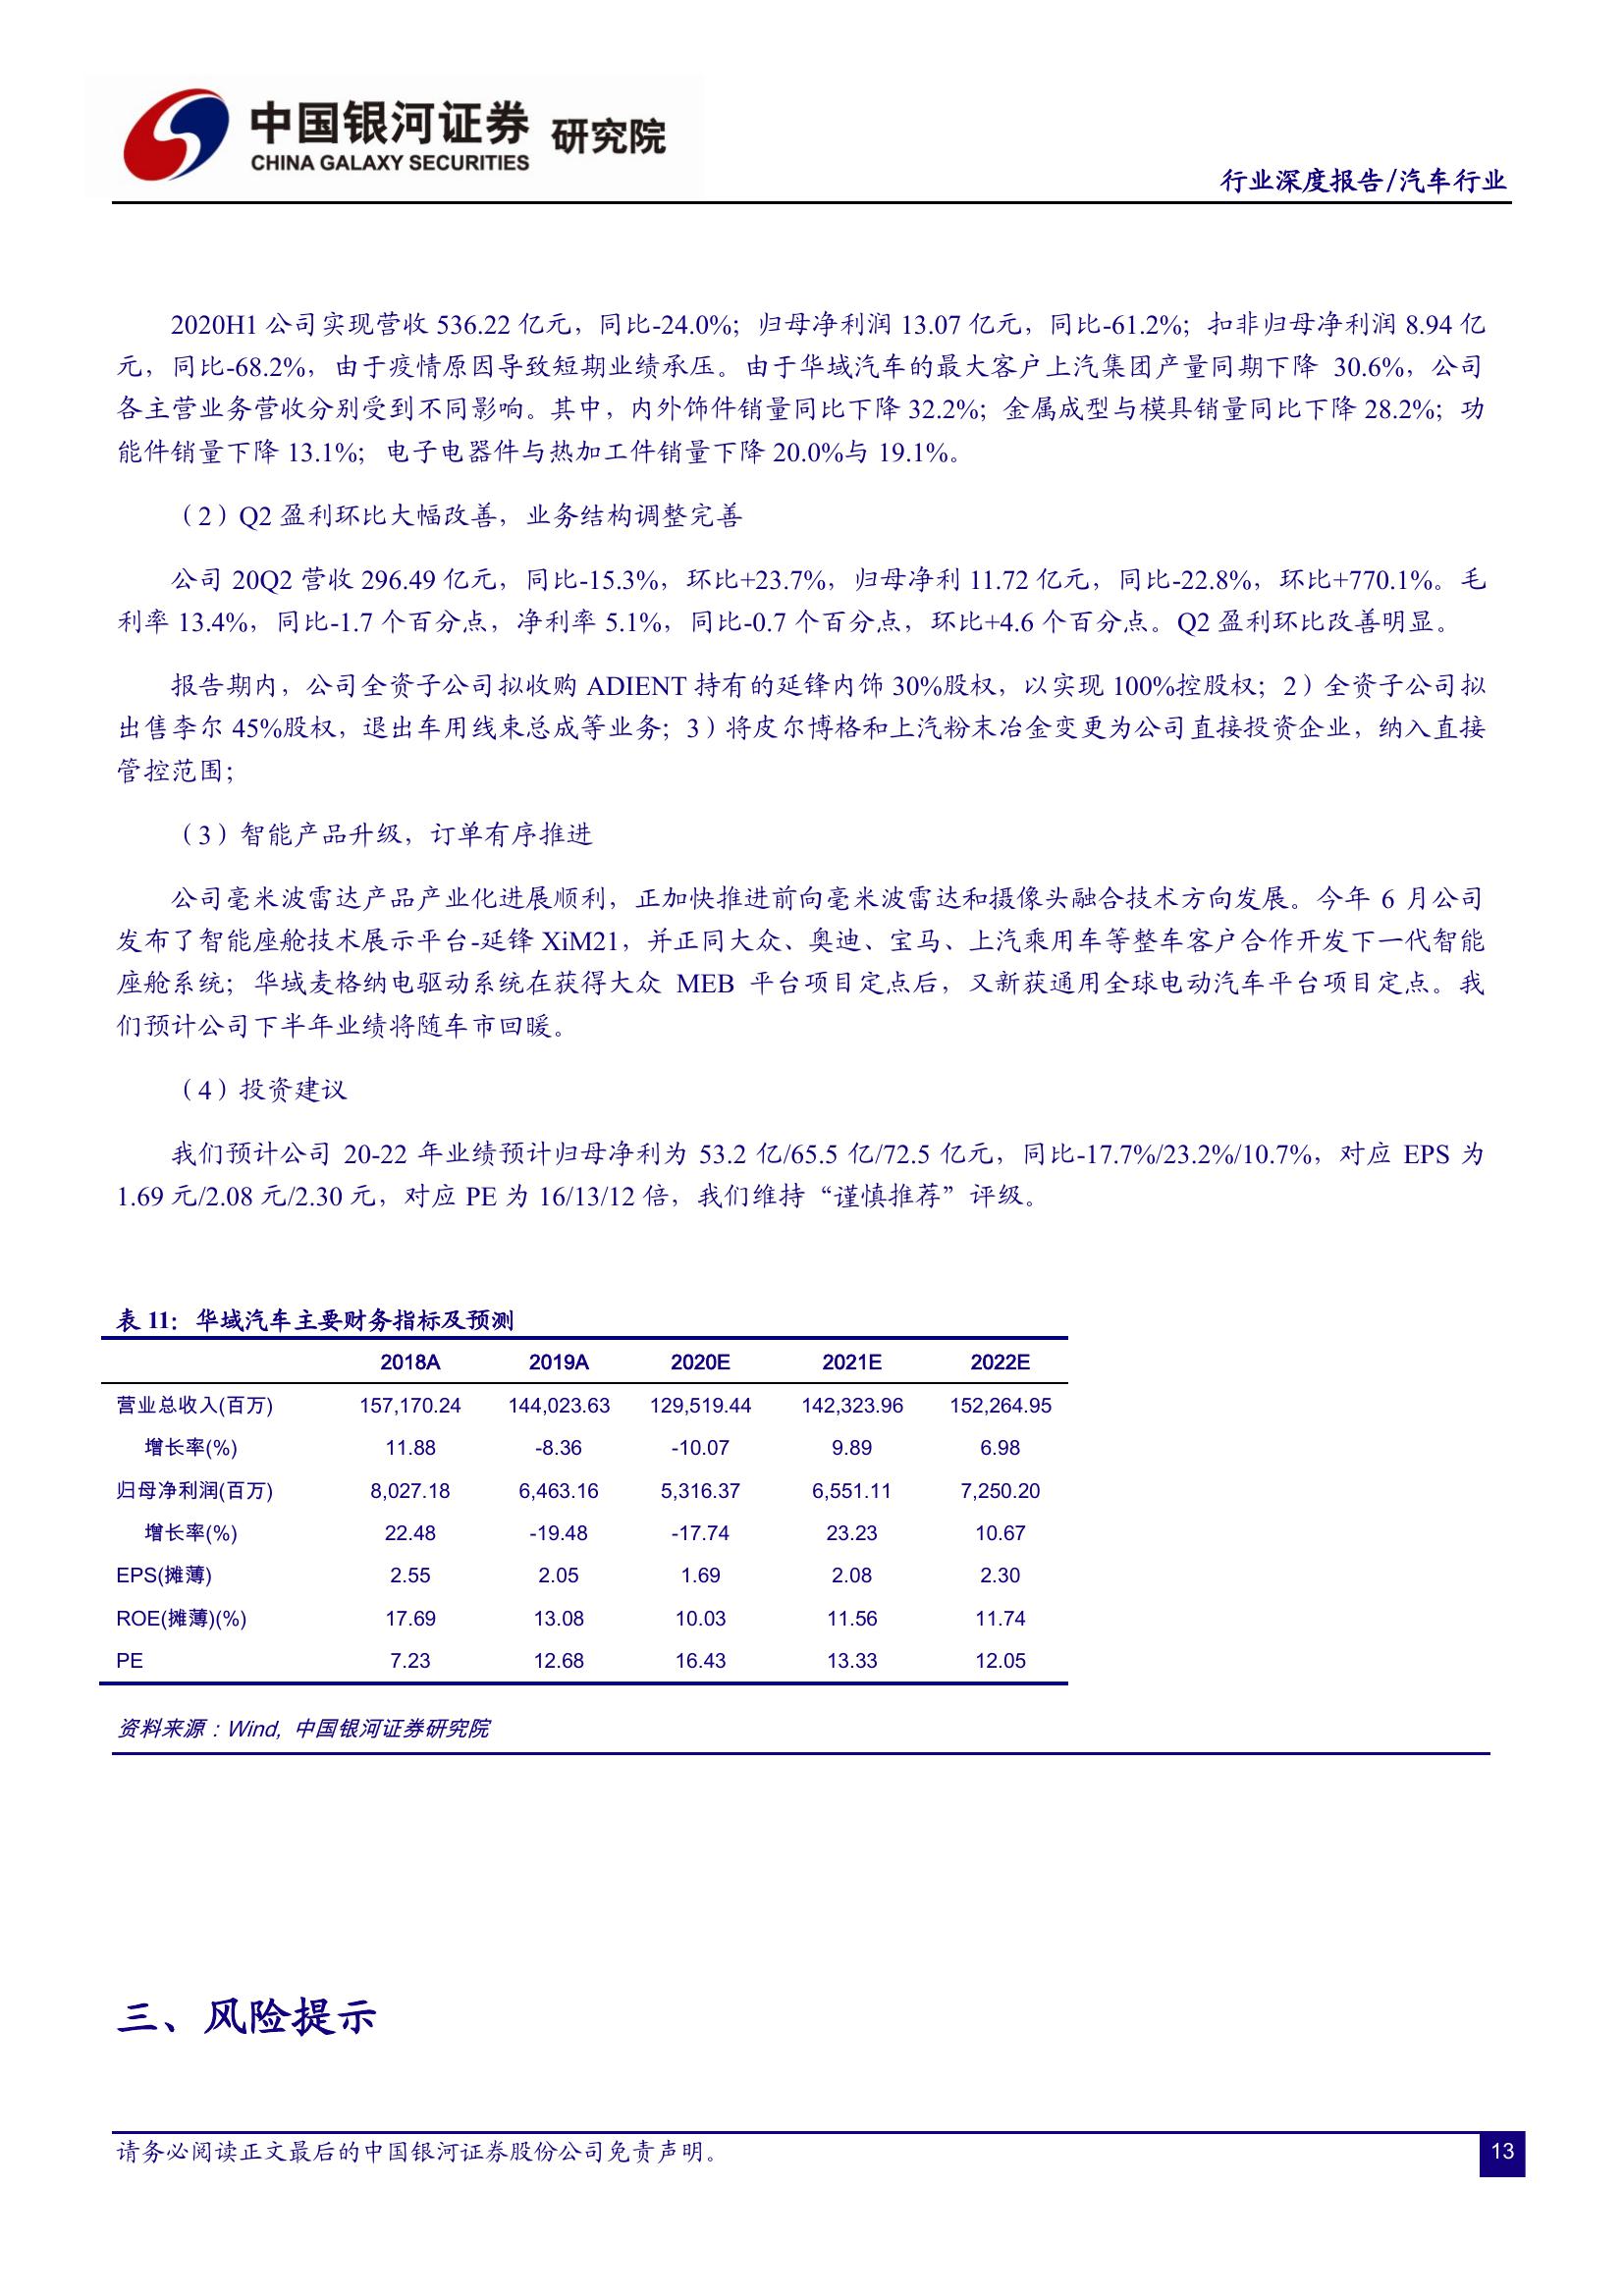 中国银河证券 研究院
CHINA GALAXY SECURITIES
行业深度报告/汽车行业
2020H1 公司实现营收 536.22 亿元，同比-24.0%；归母净利润 13.07 亿元，同比-61.2%；扣非归母净利润 8.94 亿
元，同比-68.2%，由于疫情原因导致短期业绩承压。由于华域汽车的最大客户上汽集团产量同期下降 30.6%，公司
各主营业务营收分别受到不同影响。其中，内外饰件销量同比下降 32.2%；金属成型与模具销量同比下降 28.2%；功
能件销量下降 13.1%；电子电器件与热加工件销量下降 20.0%与 19.1%。
（2）Q2 盈利环比大幅改善，业务结构调整完善
公司 20Q2 营收 296.49 亿元，同比-15.3%，环比+23.7%，归母净利 11.72 亿元，同比-22.8%，环比+770.1%。毛
利率 13.4%，同比-1.7 个百分点，净利率 5.1%，同比-0.7 个百分点，环比+4.6 个百分点。Q2 盈利环比改善明显。
报告期内，公司全资子公司拟收购 ADIENT 持有的延锋内饰 30%股权，以实现 100%控股权；2）全资子公司拟
出售李尔 45%股权，退出车用线束总成等业务；3）将皮尔博格和上汽粉末冶金变更为公司直接投资企业，纳入直接
管控范围；
（3）智能产品升级，订单有序推进
公司毫米波雷达产品产业化进展顺利，正加快推进前向毫米波雷达和摄像头融合技术方向发展。今年 6 月公司
发布了智能座舱技术展示平台-延锋 XiM21，并正同大众、奥迪、宝马、上汽乘用车等整车客户合作开发下一代智能
座舱系统；华域麦格纳电驱动系统在获得大众 MEB 平台项目定点后，又新获通用全球电动汽车平台项目定点。我
们预计公司下半年业绩将随车市回暖。
（4）投资建议
我们预计公司 20-22 年业绩预计归母净利为 53.2 亿/65.5 亿/72.5 亿元，同比-17.7%/23.2%/10.7%，对应 EPS 为
1.69 元/2.08 元/2.30 元，对应 PE 为 16/13/12 倍，我们维持“谨慎推荐”评级。
表 11：华域汽车主要财务指标及预测
2018A 2019A 2020E 2021E 2022E
营业总收入(百万) 157,170.24 144,023.63 129,519.44 142,323.96 152,264.95
增长率(%) 11.88 -8.36 -10.07 9.89 6.98
归母净利润(百万) 8,027.18 6,463.16 5,316.37 6,551.11 7,250.20
增长率(%) 22.48 -19.48 -17.74 23.23 10.67
EPS(摊薄) 2.55 2.05 1.69 2.08 2.30
ROE(摊薄)(%) 17.69 13.08 10.03 11.56 11.74
PE 7.23 12.68 16.43 13.33 12.05
资料来源：Wind, 中国银河证券研究院
三、风险提示
请务必阅读正文最后的中国银河证券股份公司免责声明。
13